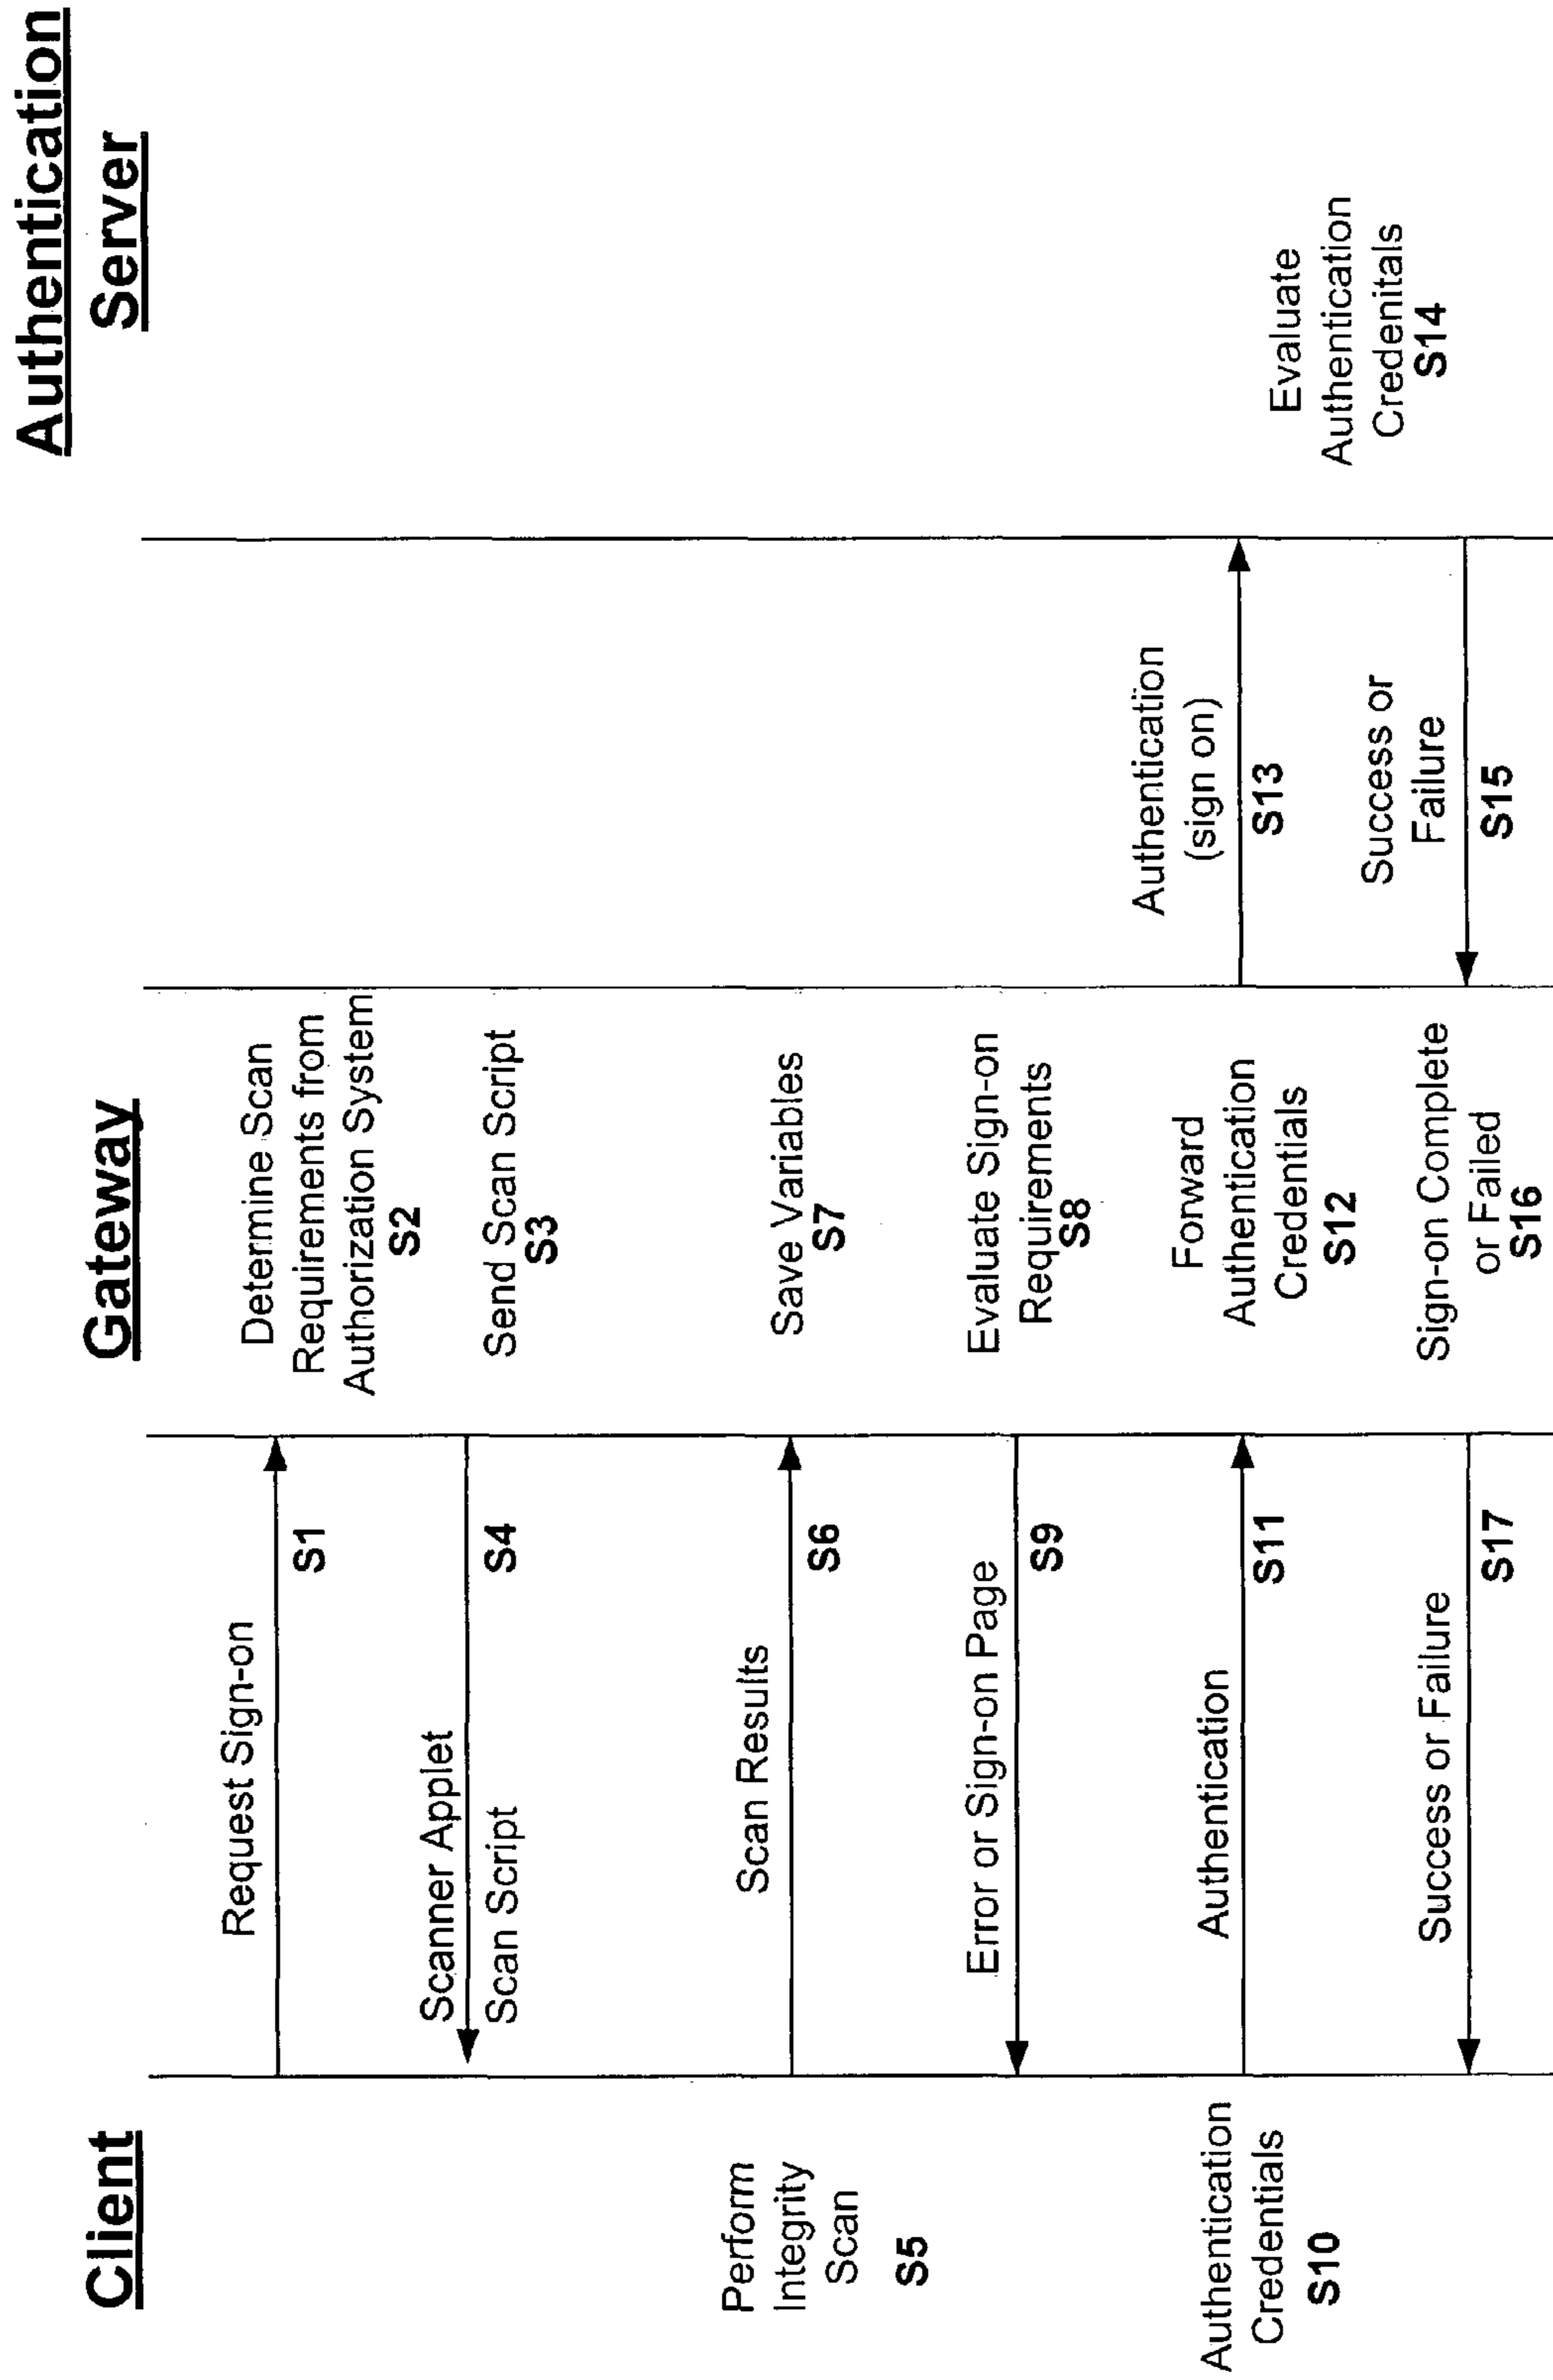 Client
Gateway
Authentication
Server
Request Sign-on
S1
Determine Scan
Requirements from
Authorization System
S2
Send Scan Script
S3
Scanner Applet
Scan Script
S4
Perform
Integrity
Scan
S5
Scan Results
S6
Save Variables
S7
Evaluate Sign-on
Requirements
S8
Error or Sign-on Page
S9
Authentication
Credentials
S10
Authentication
S11
Forward
Authentication
Credentials
S12
Authentication
(sign on)
S13
Evaluate
Authentication
Credenitals
S14
Success or
Failure
S15
Sign-on Complete
or Failed
S16
Success or Failure
S17